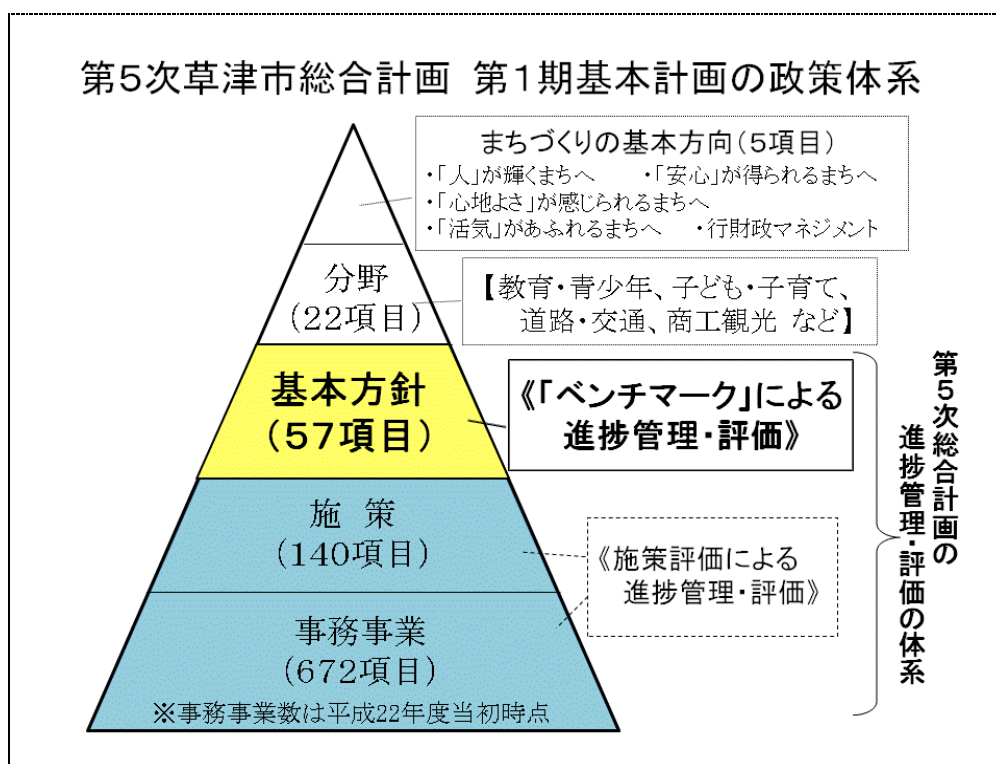 第5次草津市総合計画 第1期基本計画の政策体系
まちづくりの基本方向(5項目)
・「人」が輝くまちへ ・「安心」が得られるまちへ
・「心地よさ」が感じられるまちへ
・「活気」があふれるまちへ ・行財政マネジメント
分野
(22項目)
【教育・青少年、子ども・子育て、
道路・交通、商工観光 など】
基本方針
(57項目)
《「ベンチマーク」による
進捗管理・評価》
施 策
(140項目)
《施策評価による
進捗管理・評価》
事務事業
(672項目)
※事務事業数は平成22年度当初時点
第5次総合計画の
進捗管理・評価の体系